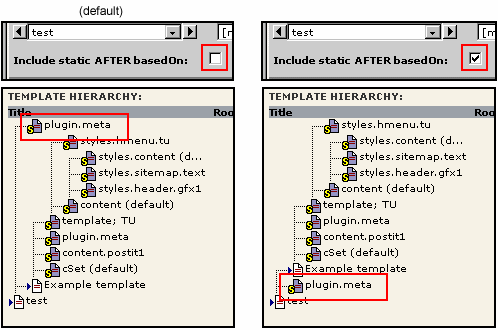 (default)
test
[m
Include static AFTER basedOn:
TEMPLATE HIERARCHY:
Title Roo
plugin.meta
styles.hmenu.tu
styles.content (d...
styles.sitemap.text
styles.header.gfx1
content (default)
template; TU
plugin.meta
content.postit1
cSet (default)
Example template
test
test
[m
Include static AFTER basedOn:
TEMPLATE HIERARCHY:
Title Roo
styles.hmenu.tu
styles.content (d...
styles.sitemap.text
styles.header.gfx1
content (default)
template; TU
plugin.meta
content.postit1
cSet (default)
Example template
plugin.meta
test